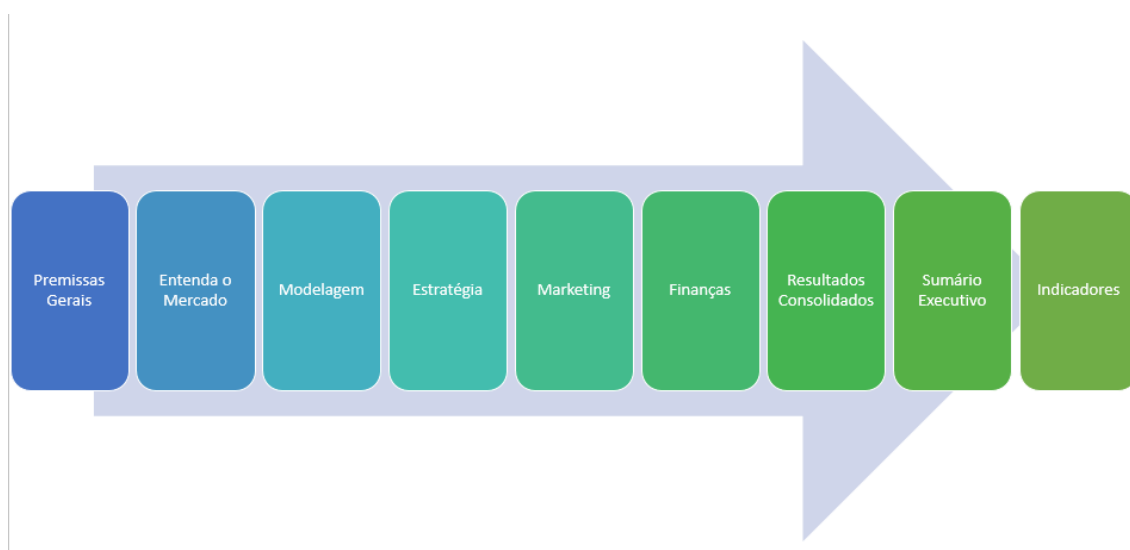 Premissas
Gerais
Entenda o
Mercado
Modelagem
Estratégia
Marketing
Finanças
Resultados
Consolidados
Sumário
Executivo
Indicadores